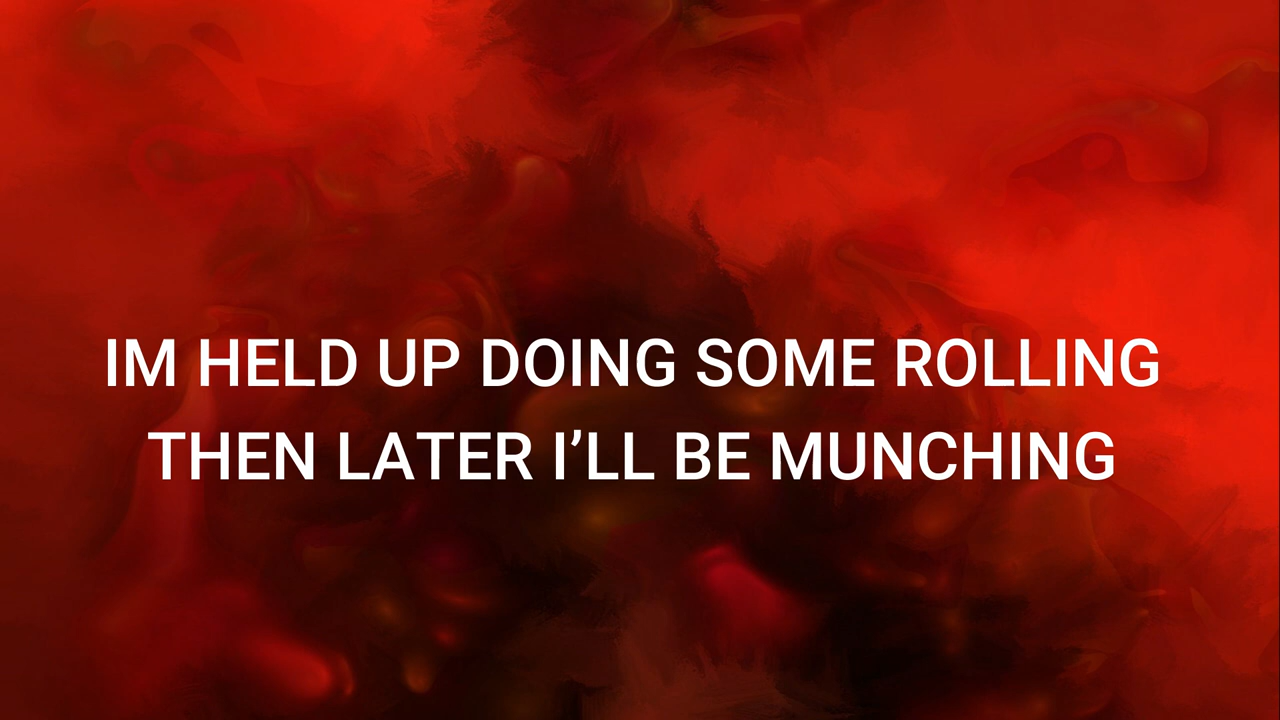 IM HELD UP DOING SOME ROLLING
THEN LATER I’LL BE MUNCHING